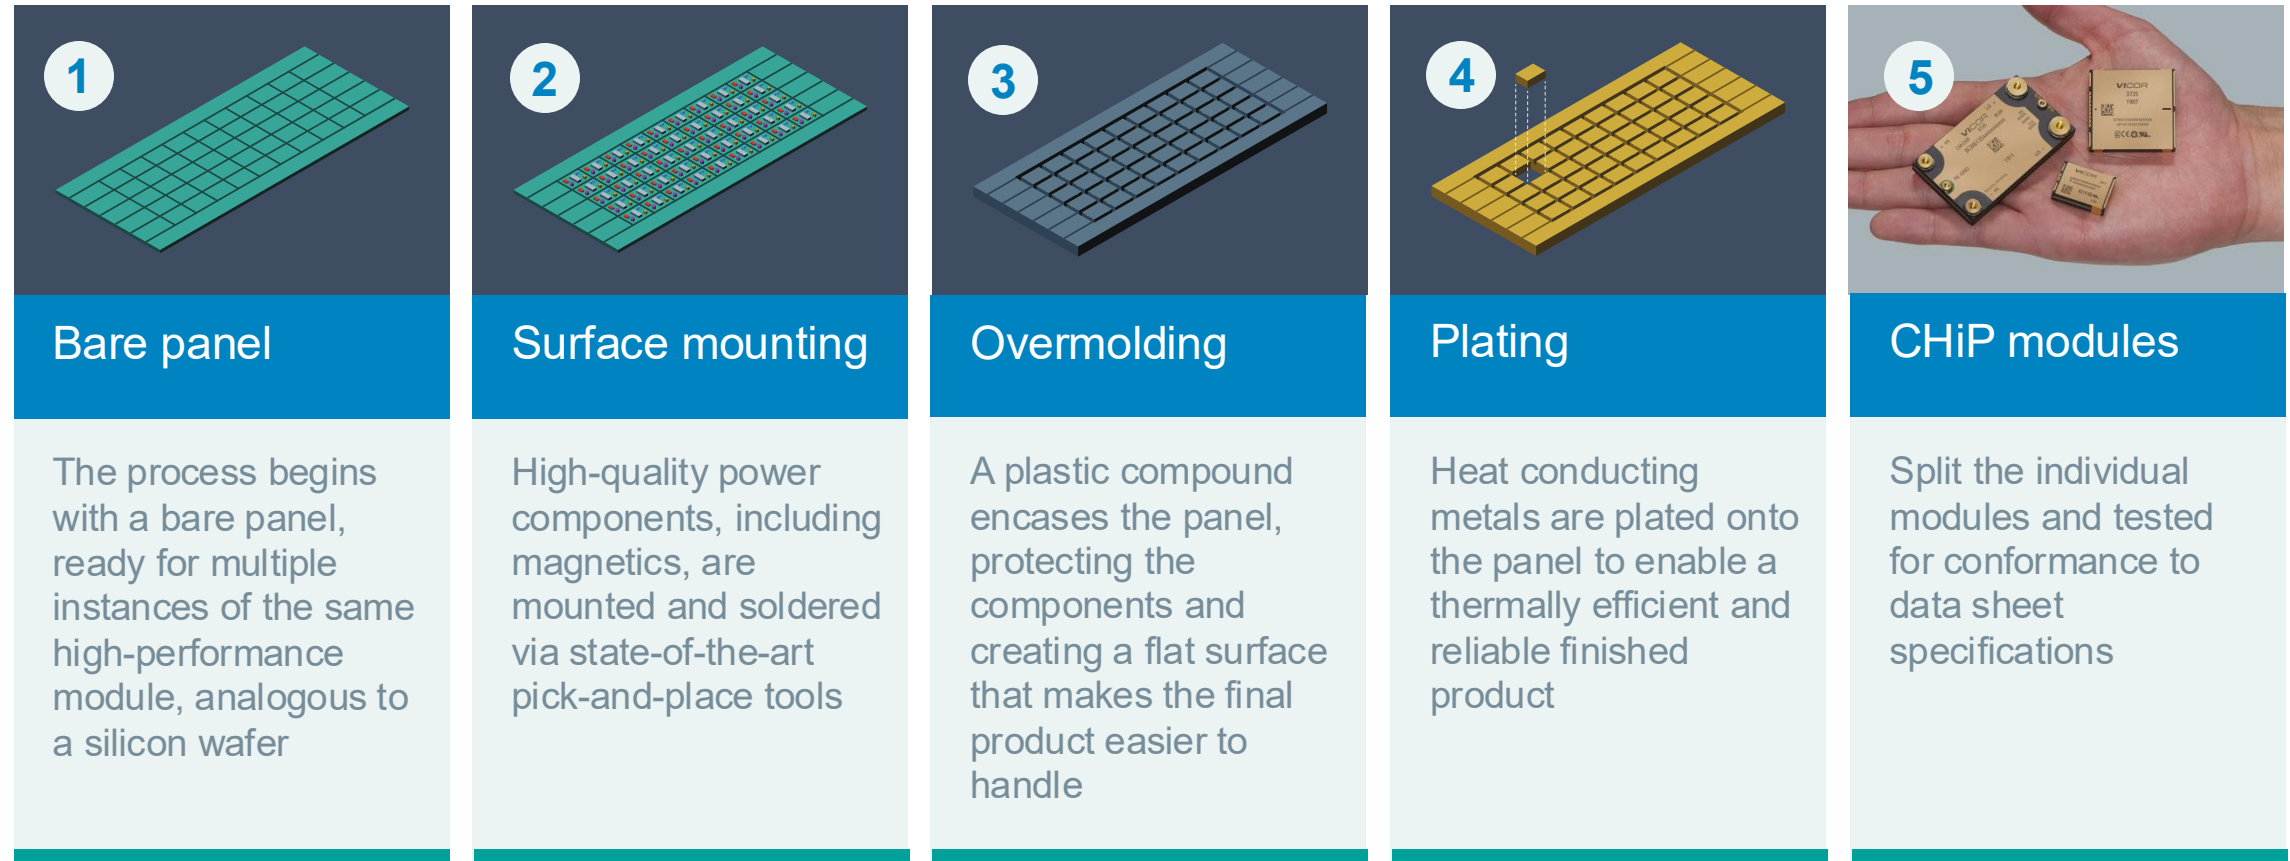 1
Bare panel
The process begins
with a bare panel,
ready for multiple
instances of the same
high-performance
module, analogous to
a silicon wafer
2
Surface mounting
High-quality power
components, including
magnetics, are
mounted and soldered
via state-of-the-art
pick-and-place tools
3
Overmolding
A plastic compound
encases the panel,
protecting the
components and
creating a flat surface
that makes the final
product easier to
handle
4
Plating
Heat conducting
metals are plated onto
the panel to enable a
thermally efficient and
reliable finished
product
5
VICOR
VICOR
VICOR
CHiP modules
Split the individual
modules and tested
for conformance to
data sheet
specifications